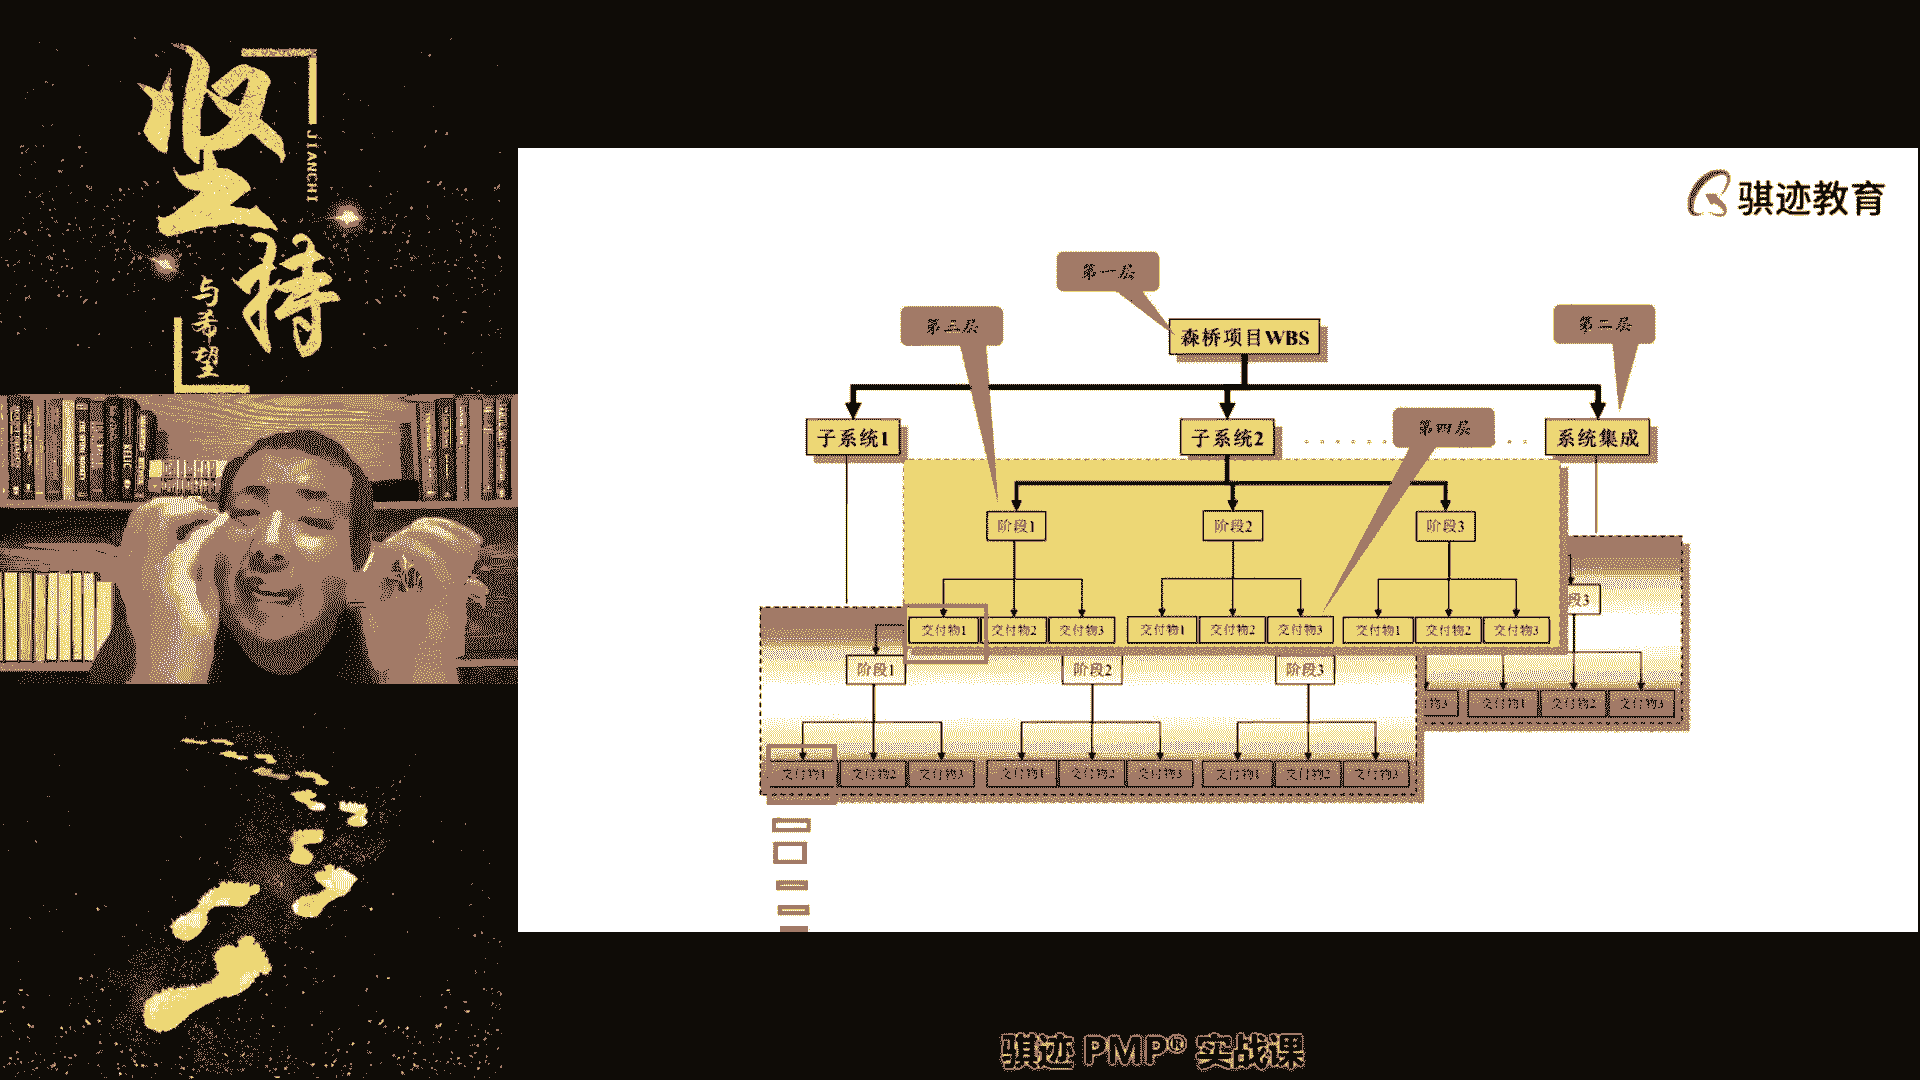 坚
持
JIANCHI
与希望
骐迹教育
第一层
第三层
第二层
森桥项目WBS
子系统1
子系统2
第四层
系统集成
阶段1
阶段2
阶段3
段3
交付物1
交付物2
交付物3
交付物1
交付物2
交付物3
交付物1
交付物2
交付物3
阶段1
阶段2
阶段3
物3
交付物1
交付物2
交付物3
交付物1
交付物2
交付物3
交付物1
交付物2
交付物3
交付物1
交付物2
交付物3
骐迹 PMP® 实战课